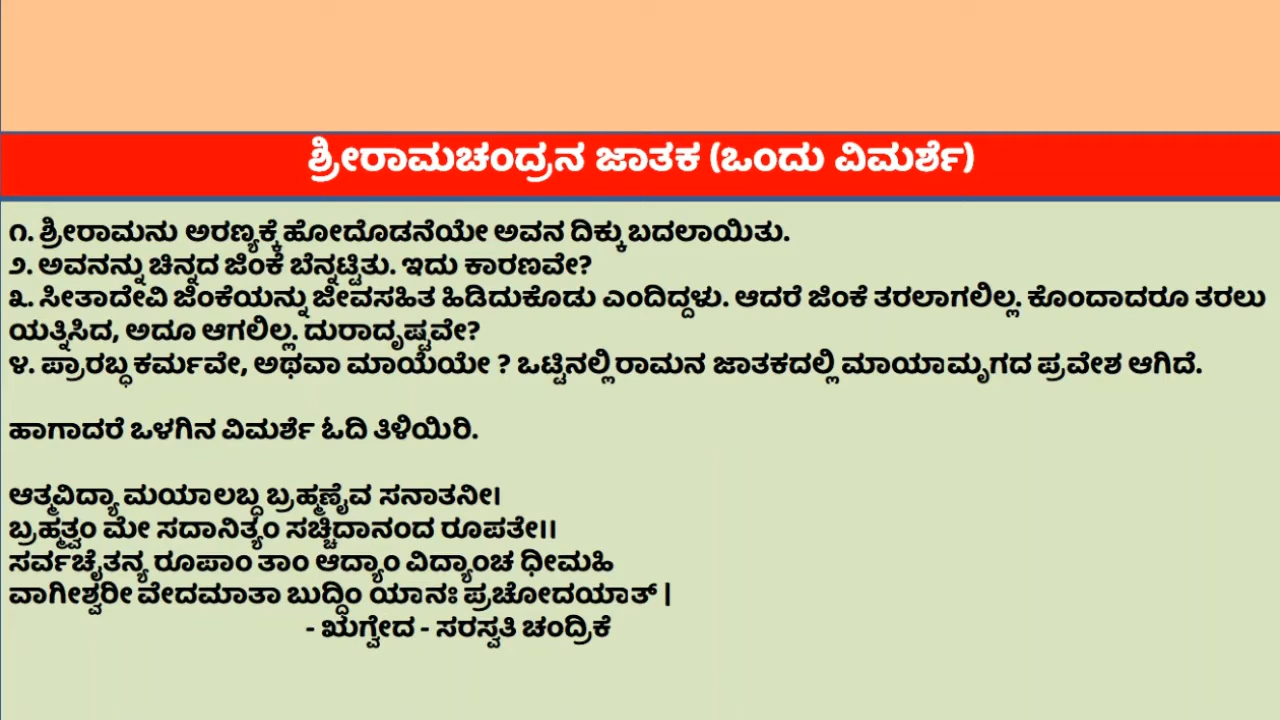 ಶ್ರೀರಾಮಚಂದ್ರನ ಜಾತಕ (ಒಂದು ವಿಮರ್ಶೆ)
೧. ಶ್ರೀರಾಮನು ಅರಣ್ಯಕ್ಕೆ ಹೋದೊಡನೆಯೇ ಅವನ ದಿಕ್ಕು ಬದಲಾಯಿತು.
೨. ಅವನನ್ನು ಚಿನ್ನದ ಜಿಂಕೆ ಬೆನ್ನಟ್ಟಿತು. ಇದು ಕಾರಣವೇ?
೩. ಸೀತಾದೇವಿ ಜಿಂಕೆಯನ್ನು ಜೀವಸಹಿತ ಹಿಡಿದುಕೊಡು ಎಂದಿದ್ದಳು. ಆದರೆ ಜಿಂಕೆ ತರಲಾಗಲಿಲ್ಲ. ಕೊಂದಾದರೂ ತರಲು
ಯತ್ನಿಸಿದ, ಅದೂ ಆಗಲಿಲ್ಲ. ದುರಾದೃಷ್ಟವೇ?
೪. ಪ್ರಾರಬ್ಧ ಕರ್ಮವೇ, ಅಥವಾ ಮಾಯೆಯೇ ? ಒಟ್ಟಿನಲ್ಲಿ ರಾಮನ ಜಾತಕದಲ್ಲಿ ಮಾಯಾಮೃಗದ ಪ್ರವೇಶ ಆಗಿದೆ.
ಹಾಗಾದರೆ ಒಳಗಿನ ವಿಮರ್ಶೆ ಓದಿ ತಿಳಿಯಿರಿ.
ಆತ್ಮವಿದ್ಯಾ ಮಯಾಲಬ್ಧ ಬ್ರಹ್ಮಣೈವ ಸನಾತನೀ।
ಬ್ರಹ್ಮತ್ವಂ ಮೇ ಸದಾನಿತ್ಯಂ ಸಚ್ಚಿದಾನಂದ ರೂಪತೇ।।
ಸರ್ವಚೈತನ್ಯ ರೂಪಾಂ ತಾಂ ಆದ್ಯಾಂ ವಿದ್ಯಾಂಚ ಧೀಮಹಿ
ವಾಗೀಶ್ವರೀ ವೇದಮಾತಾ ಬುದ್ಧಿಂ ಯಾನಃ ಪ್ರಚೋದಯಾತ್ |
- ಋಗ್ವೇದ - ಸರಸ್ವತಿ ಚಂದ್ರಿಕೆ